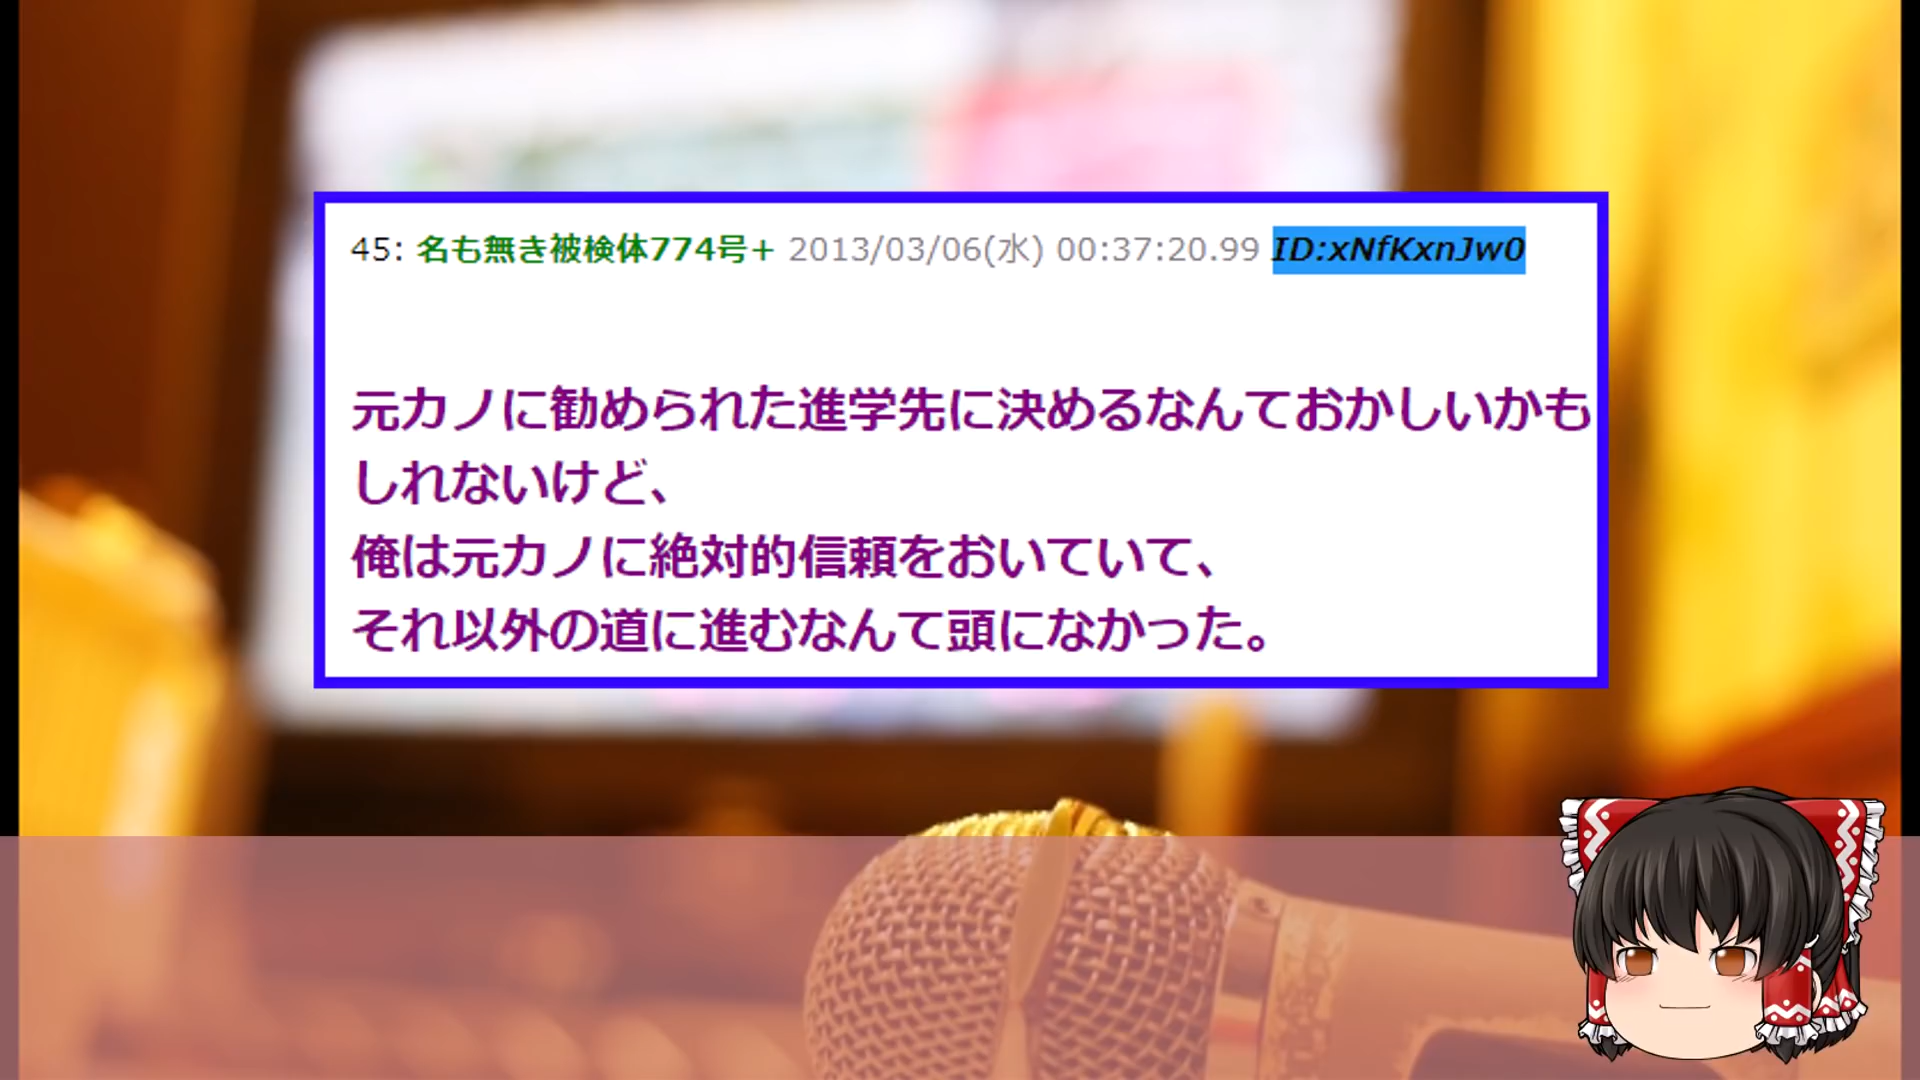 45: 名も無き被検体774号+ 2013/03/06(水) 00:37:20.99 ID:xNfKxnJw0
元カノに勧められた進学先に決めるなんておかしいかも
しれないけど、
俺は元カノに絶対的信頼をおいていて、
それ以外の道に進むなんて頭になかった。